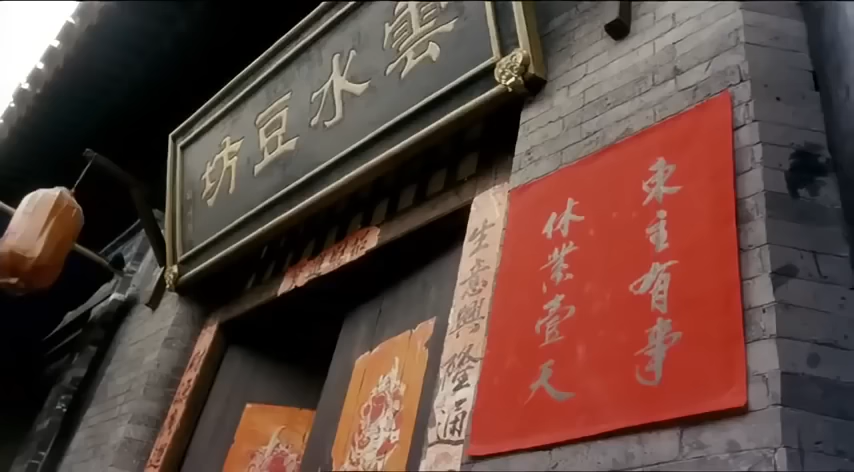 雲水豆坊
東主有事
休業壹天
生意興隆通